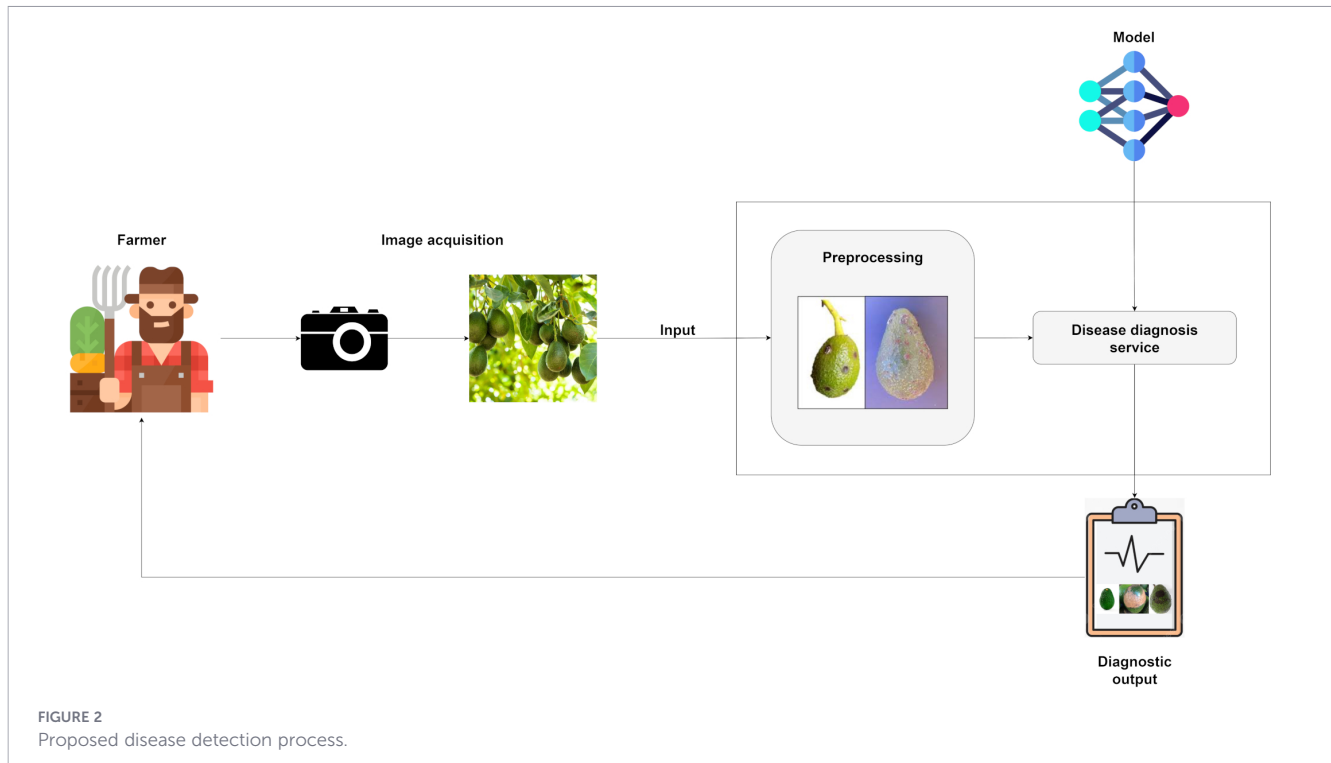 Model
Farmer
Image acquisition
Preprocessing
Input
Disease diagnosis
service
Diagnostic
output
FIGURE 2
Proposed disease detection process.